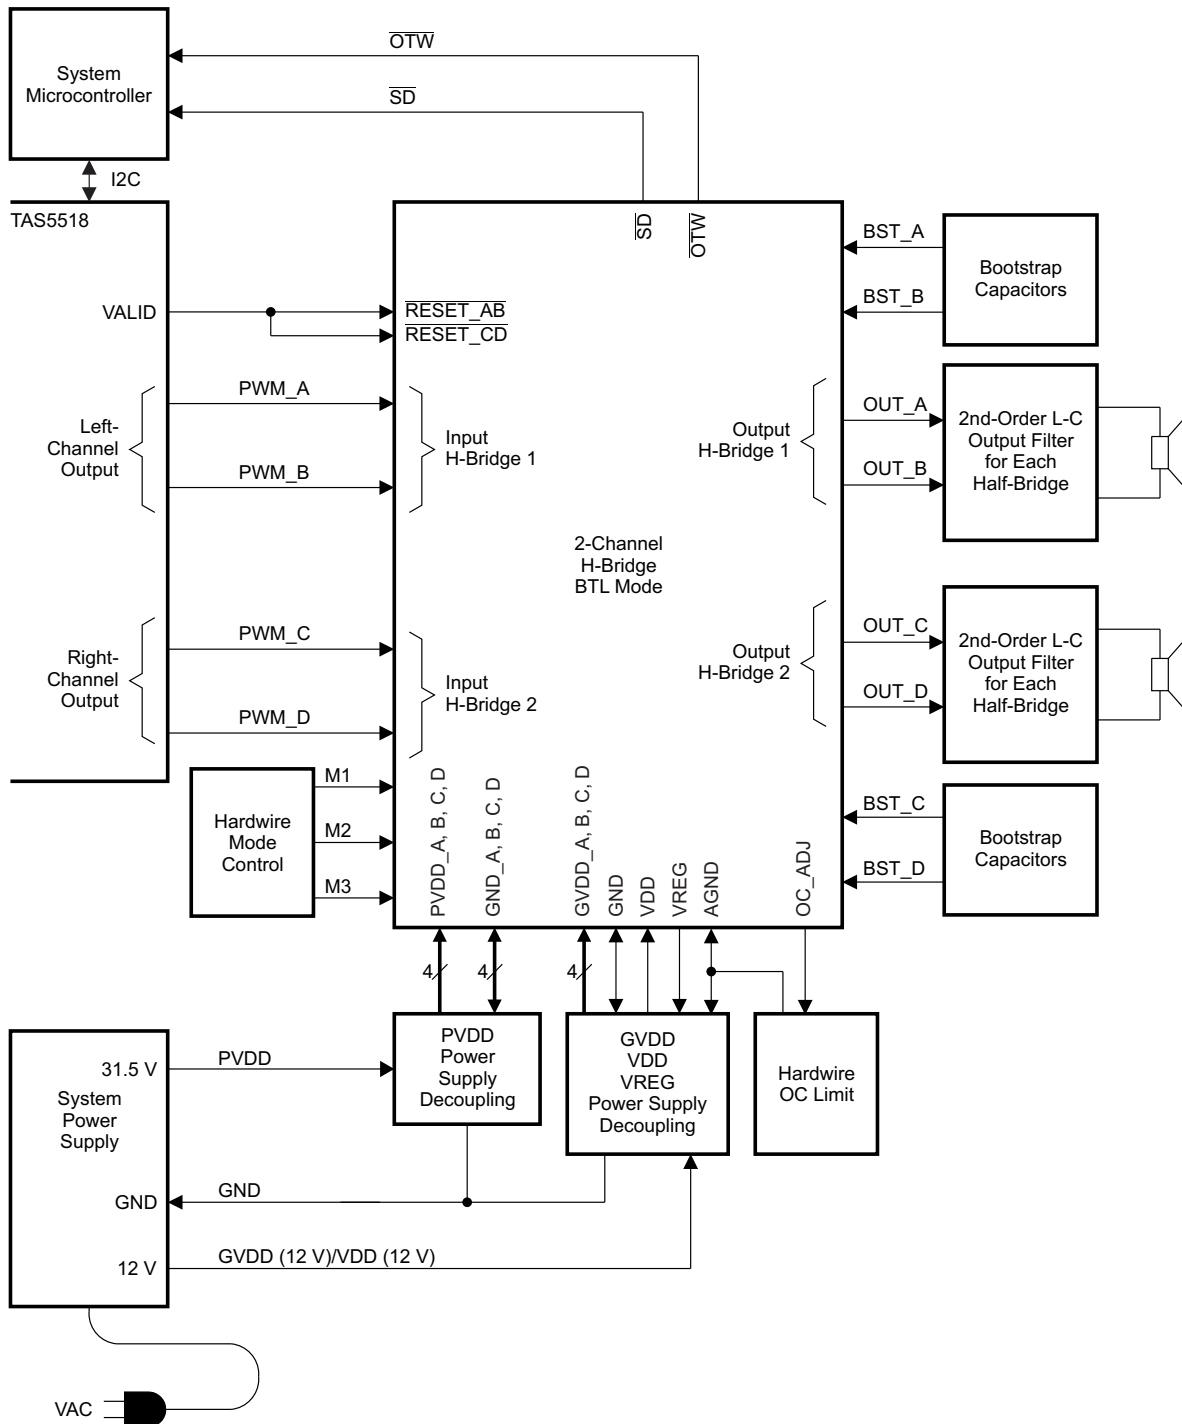 OTW
System
Microcontroller
SD
I2C
TAS5518
SD
OTW
BST_A
BST_B
Bootstrap
Capacitors
VALID
RESET_AB
RESET_CD
Left-
Channel
Output
PWM_A
PWM_B
Input
H-Bridge 1
Output
H-Bridge 1
OUT_A
OUT_B
2nd-Order L-C
Output Filter
for Each
Half-Bridge
2-Channel
H-Bridge
BTL Mode
Right-
Channel
Output
PWM_C
PWM_D
Input
H-Bridge 2
Output
H-Bridge 2
OUT_C
OUT_D
2nd-Order L-C
Output Filter
for Each
Half-Bridge
Hardwire
Mode
Control
M1
M2
M3
PVDD_A, B, C, D
GND_A, B, C, D
GVDD_A, B, C, D
GND
VDD
VREG
AGND
OC_ADJ
BST_C
BST_D
Bootstrap
Capacitors
4
4
4
PVDD
Power
Supply
Decoupling
GVDD
VDD
VREG
Power Supply
Decoupling
Hardwire
OC Limit
31.5 V
PVDD
System
Power
Supply
GND
GND
12 V
GVDD (12 V)/VDD (12 V)
VAC